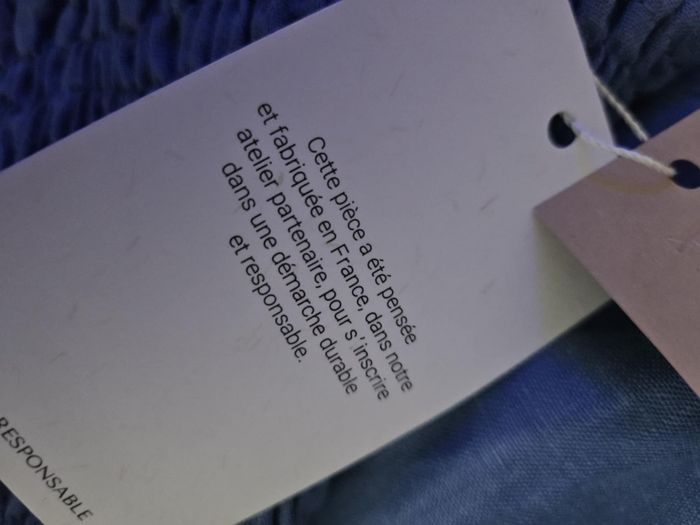 Cette pièce a été pensée
et fabriquée en France, dans notre
atelier partenaire, pour s'inscrire
dans une démarche durable
et responsable.
RESPONSABLE